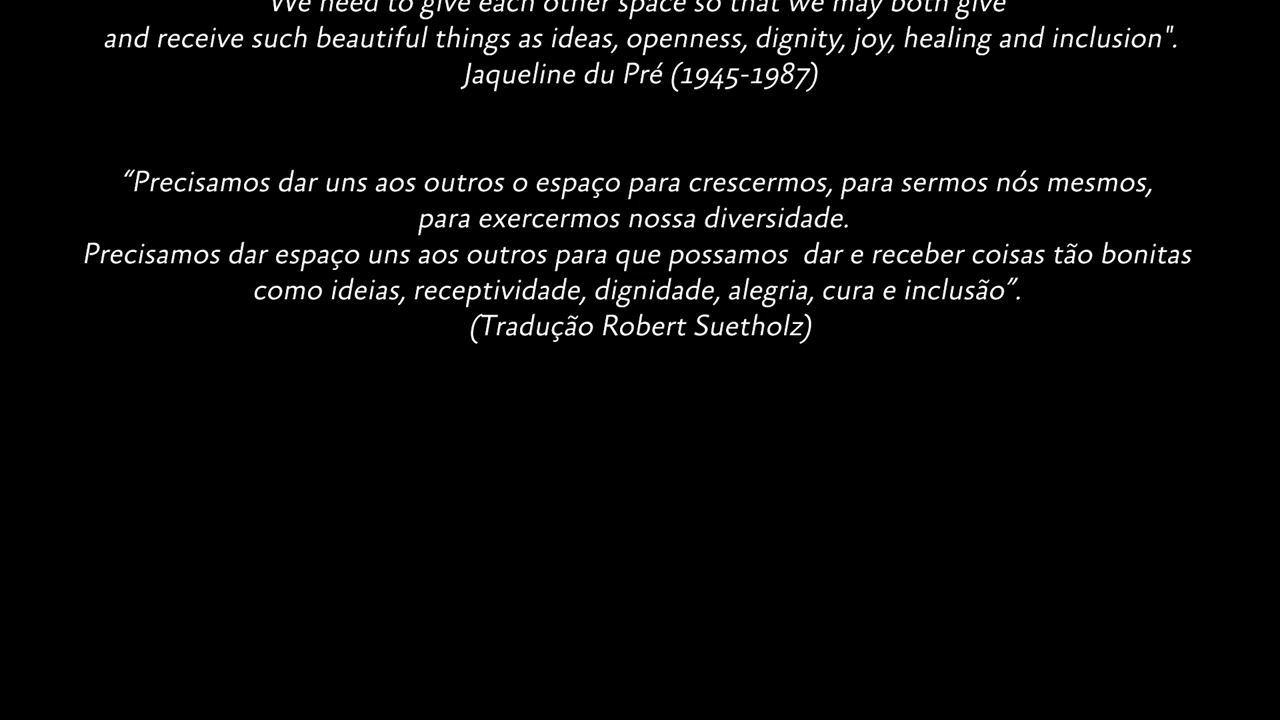 We need to give each other space so that we may both give
and receive such beautiful things as ideas, openness, dignity, joy, healing and inclusion".
Jaqueline du Pré (1945-1987)
“Precisamos dar uns aos outros o espaço para crescermos, para sermos nós mesmos,
para exercermos nossa diversidade.
Precisamos dar espaço uns aos outros para que possamos  dar e receber coisas tão bonitas
como ideias, receptividade, dignidade, alegria, cura e inclusão”.
(Tradução Robert Suetholz)